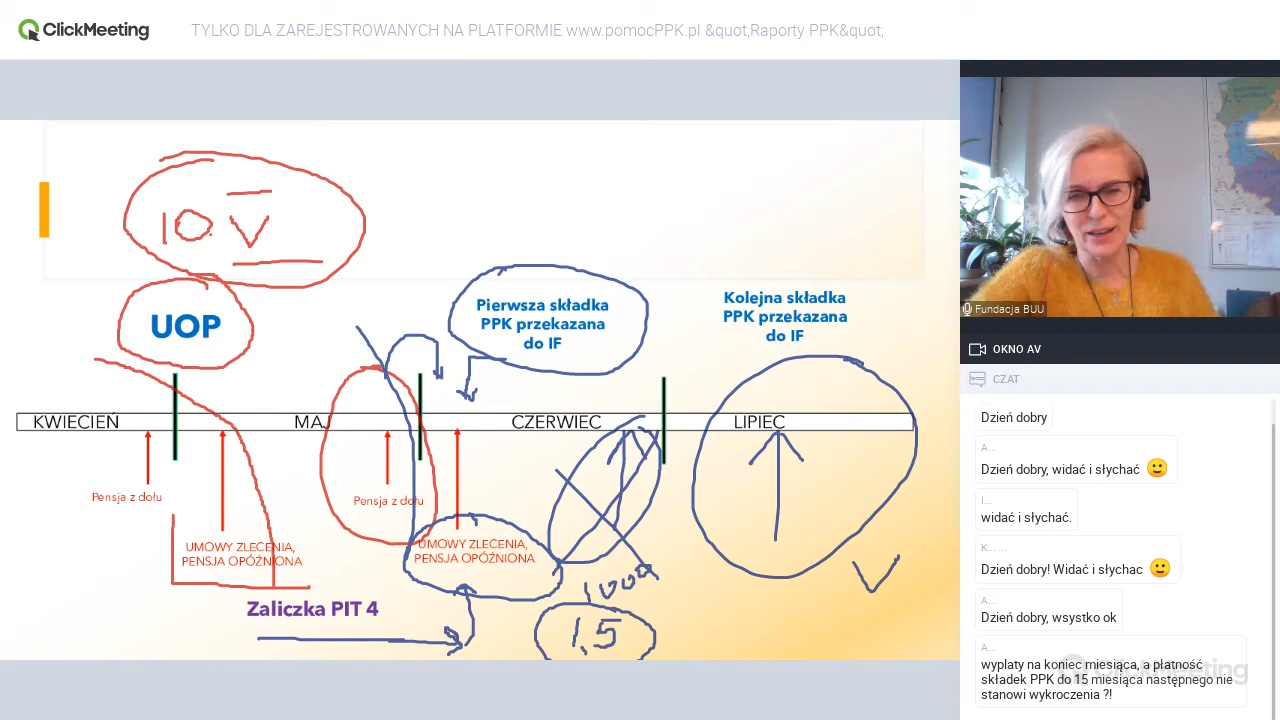 ClickMeeting
TYLKO DLA ZAREJESTROWANYCH NA PLATFORMIE www.pomocPPK.pl &quot;Raporty PPK&quot;
10 V
UOP
Pierwsza składka
PPK przekazana
do IF
Kolejna składka
PPK przekazana
do IF
KWIECIEŃ
MAJ
CZERWIEC
LIPIEC
Pensja z dołu
Pensja z dołu
UMOWY ZLECENIA,
PENSJA OPÓŹNIONA
UMOWY ZLECENIA,
PENSJA OPÓŹNIONA
Zaliczka PIT 4
1000
1,5
Fundacja BUU
OKNO AV
CZAT
I...
Dzień dobry
A...
Dzień dobry, widać i słychać 🙂
I...
widać i słychać.
K... ...
Dzień dobry! Widać i słychac 🙂
A...
Dzień dobry, wsystko ok
A...
wyplaty na koniec miesiąca, a płatność
składek PPK do 15 miesiąca następnego nie
stanowi wykroczenia ?!
ClickMeeting